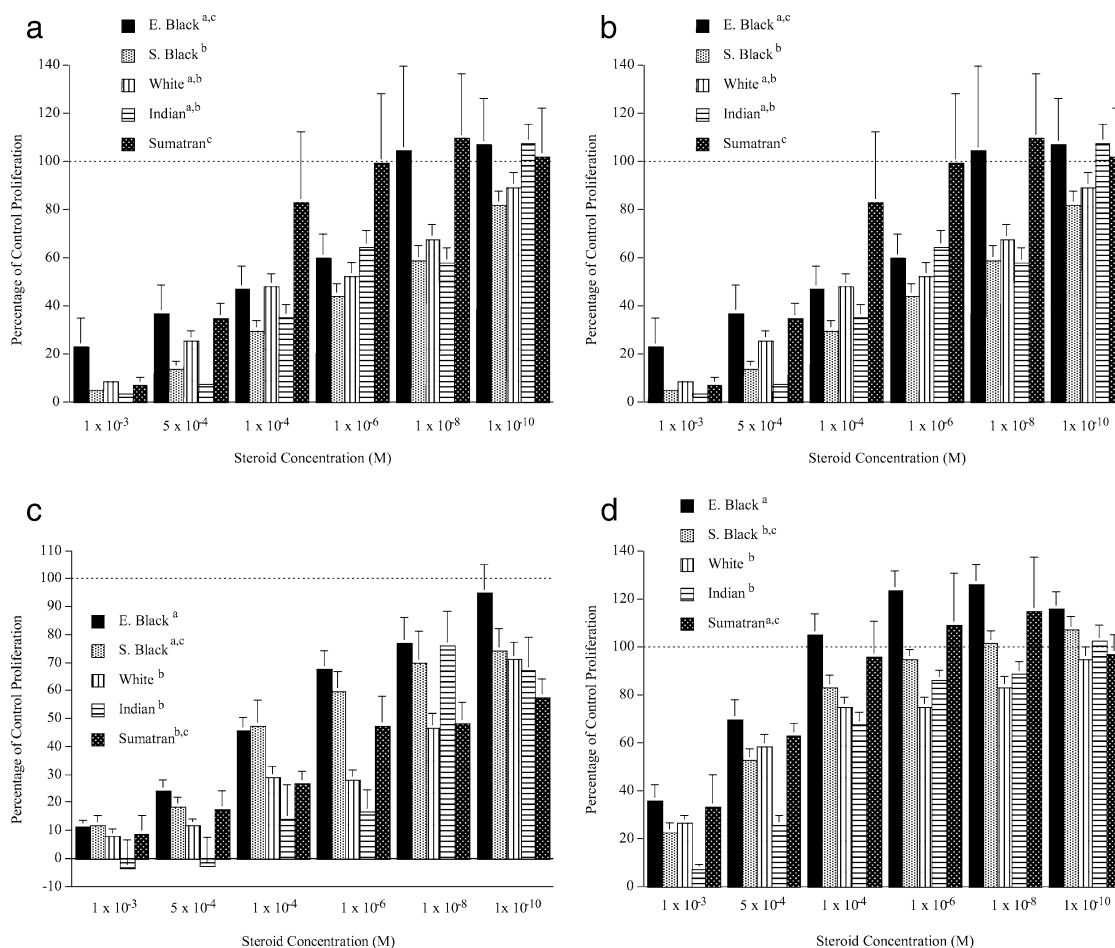 a
E. Black a,c
S. Black b
White a,b
Indian a,b
Sumatran c
140
120
100
80
60
40
20
0
Percentage of Control Proliferation
1 x 10-3 5 x 10-4 1 x 10-4 1 x 10-6 1 x 10-8 1x 10-10
Steroid Concentration (M)
b
E. Black a,c
S. Black b
White a,b
Indian a,b
Sumatran c
140
120
100
80
60
40
20
0
Percentage of Control Proliferation
1 x 10-3 5 x 10-4 1 x 10-4 1 x 10-6 1 x 10-8 1x 10-10
Steroid Concentration (M)
c
110
100
90
80
70
60
50
40
30
20
10
0
-10
Percentage of Control Proliferation
E. Black a
S. Black a,c
White b
Indian b
Sumatran b,c
1 x 10-3 5 x 10-4 1 x 10-4 1 x 10-6 1 x 10-8 1x 10-10
Steroid Concentration (M)
d
E. Black a
S. Black b,c
White b
Indian b
Sumatran a,c
140
120
100
80
60
40
20
0
Percentage of Control Proliferation
1 x 10-3 5 x 10-4 1 x 10-4 1 x 10-6 1 x 10-8 1x 10-10
Steroid Concentration (M)